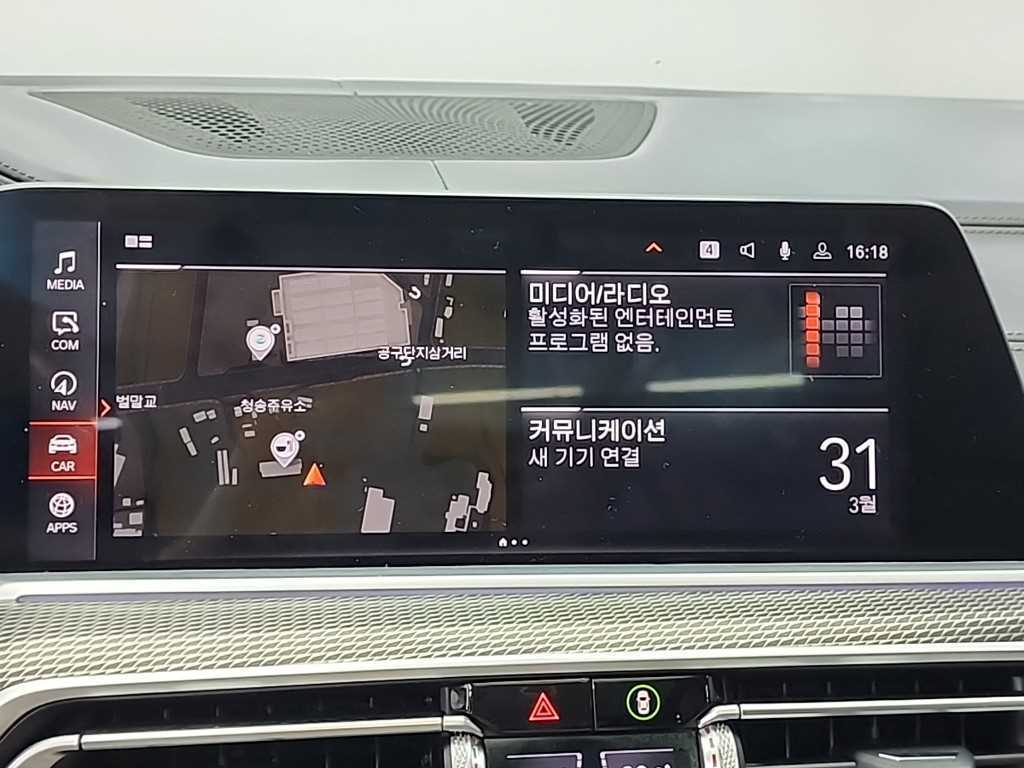 4
16:18
MEDIA
COM
NAV
CAR
APPS
공구단지삼거리
벌말교
청송주유소
미디어/라디오
활성화된 엔터테인먼트
프로그램 없음.
커뮤니케이션
새 기기 연결
31
3월